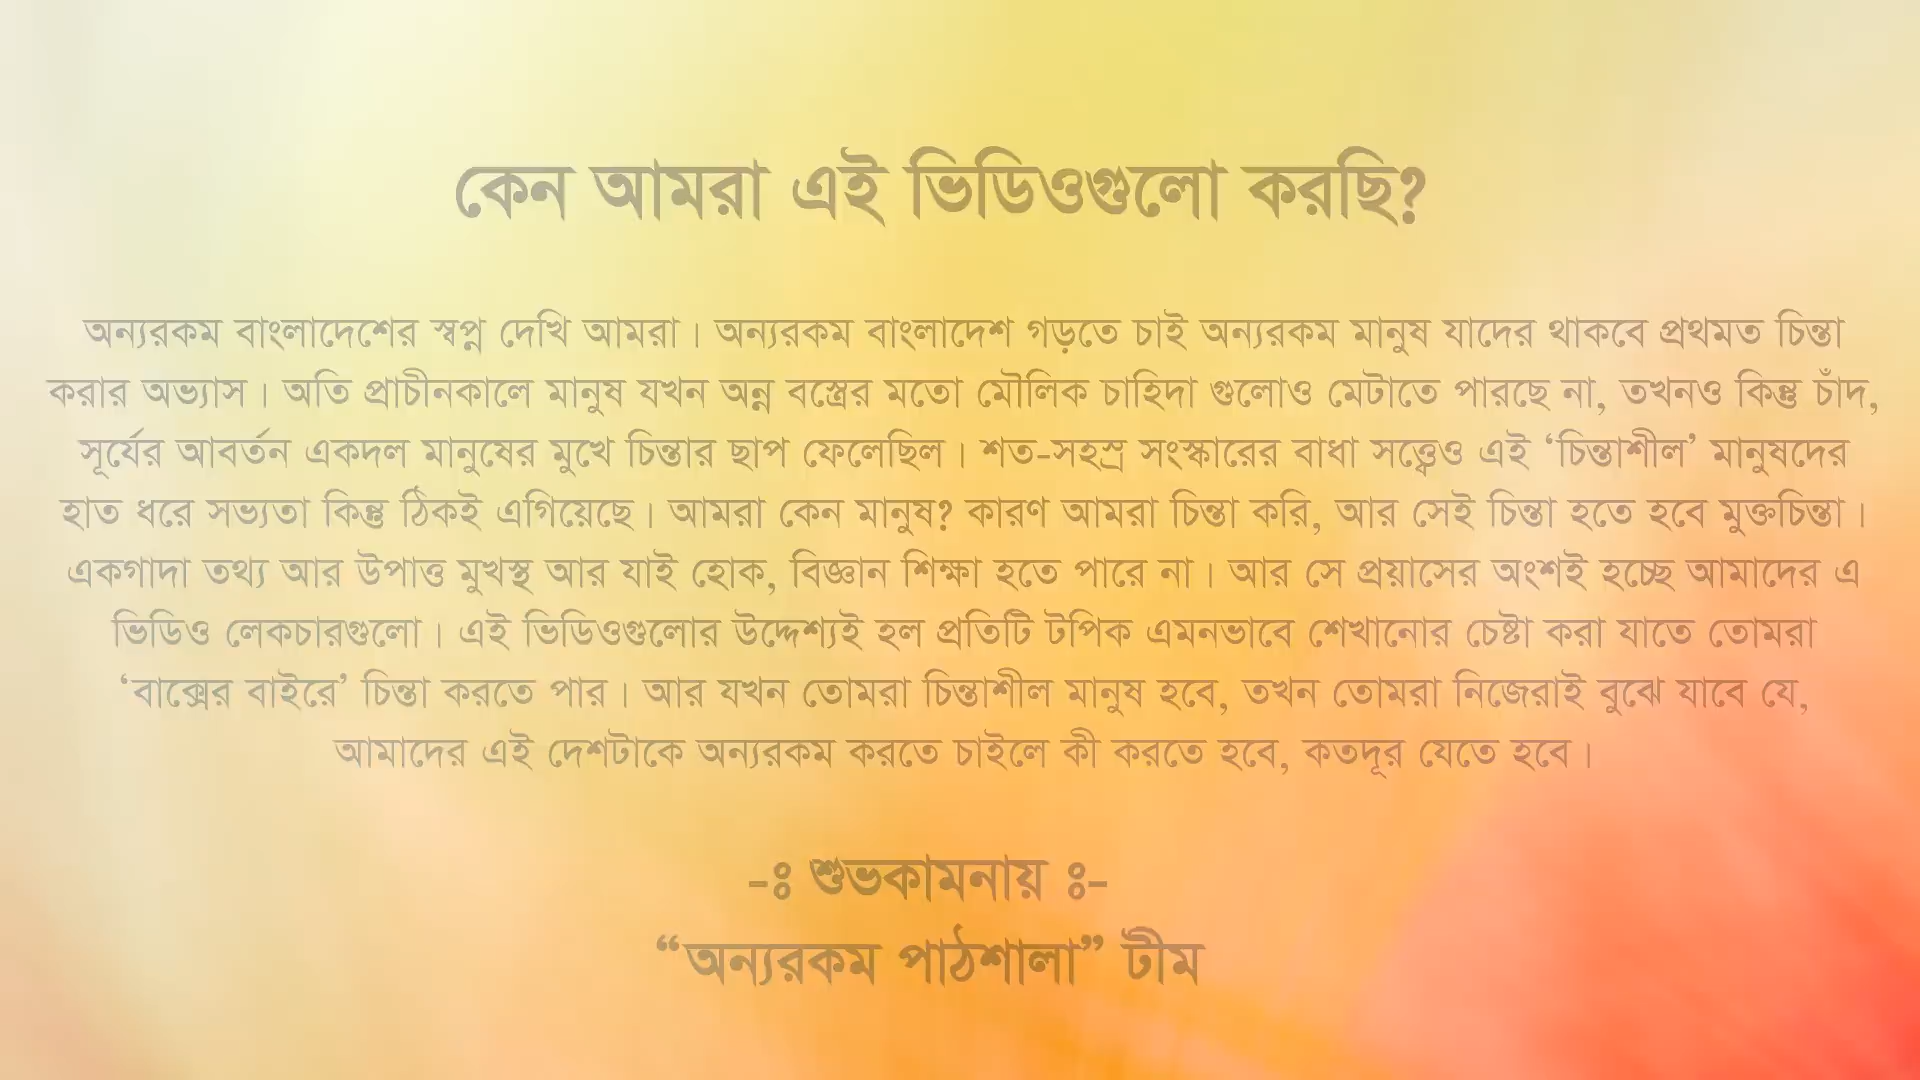 কেন আমরা এই ভিডিওগুলো করছি?
অন্যরকম বাংলাদেশের স্বপ্ন দেখি আমরা। অন্যরকম বাংলাদেশ গড়তে চাই অন্যরকম মানুষ যাদের থাকবে প্রথমত চিন্তা
করার অভ্যাস। অতি প্রাচীনকালে মানুষ যখন অন্ন বস্ত্রের মতো মৌলিক চাহিদা গুলোও মেটাতে পারছে না, তখনও কিন্তু চাঁদ,
সূর্যের আবর্তন একদল মানুষের মুখে চিন্তার ছাপ ফেলেছিল। শত-সহস্র সংস্কারের বাধা সত্ত্বেও এই ‘চিন্তাশীল’ মানুষদের
হাত ধরে সভ্যতা কিন্তু ঠিকই এগিয়েছে। আমরা কেন মানুষ? কারণ আমরা চিন্তা করি, আর সেই চিন্তা হতে হবে মুক্তচিন্তা।
একগাদা তথ্য আর উপাত্ত মুখস্থ আর যাই হোক, বিজ্ঞান শিক্ষা হতে পারে না। আর সে প্রয়াসের অংশই হচ্ছে আমাদের এ
ভিডিও লেকচারগুলো। এই ভিডিওগুলোর উদ্দেশ্যই হল প্রতিটি টপিক এমনভাবে শেখানোর চেষ্টা করা যাতে তোমরা
‘বাক্সের বাইরে’ চিন্তা করতে পার। আর যখন তোমরা চিন্তাশীল মানুষ হবে, তখন তোমরা নিজেরাই বুঝে যাবে যে,
আমাদের এই দেশটাকে অন্যরকম করতে চাইলে কী করতে হবে, কতদূর যেতে হবে।
-ঃ শুভকামনায় ঃ-
“অন্যরকম পাঠশালা” টীম